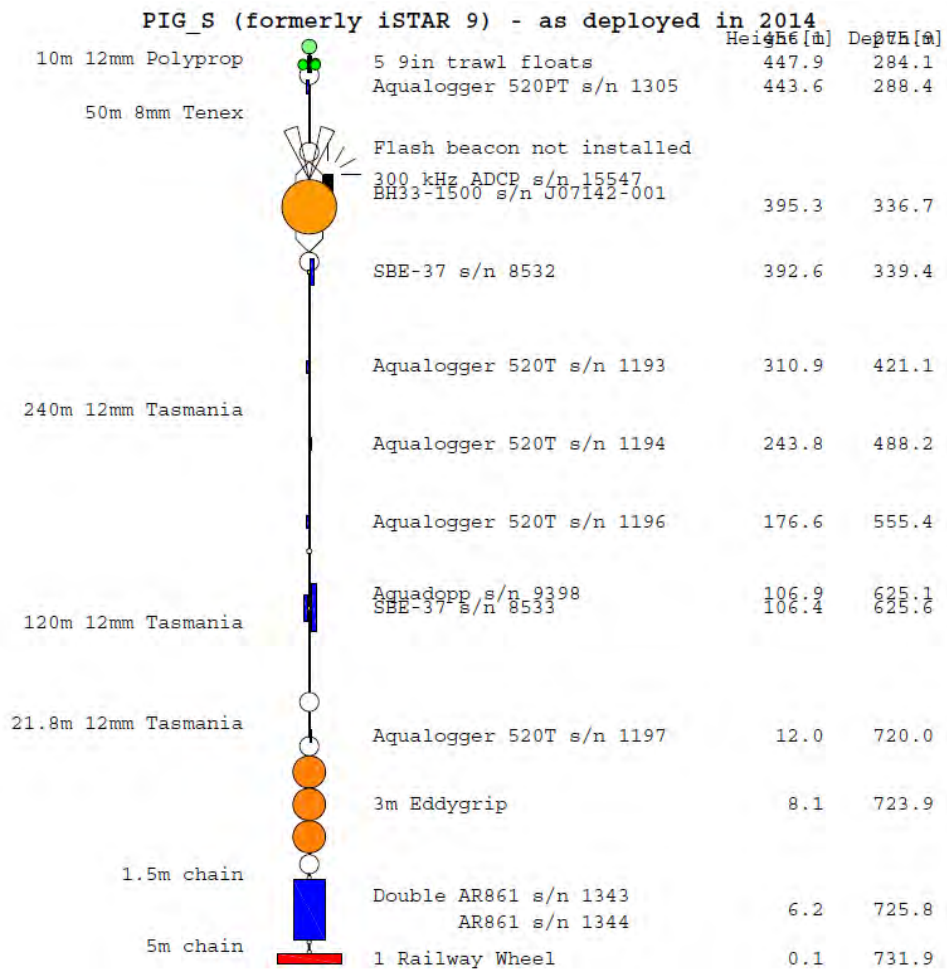 PIG_S (formerly iSTAR 9) - as deployed in 2014
Height[m] Depth[m]
456.1 275.9
10m 12mm Polyprop
5 9in trawl floats 447.9 284.1
Aqualogger 520PT s/n 1305 443.6 288.4
50m 8mm Tenex
Flash beacon not installed
300 kHz ADCP s/n 15547
BH33-1500 s/n J07142-001
395.3 336.7
SBE-37 s/n 8532 392.6 339.4
Aqualogger 520T s/n 1193 310.9 421.1
240m 12mm Tasmania
Aqualogger 520T s/n 1194 243.8 488.2
Aqualogger 520T s/n 1196 176.6 555.4
Aquadopp s/n 9398 106.9 625.1
SBE-37 s/n 8533 106.4 625.6
120m 12mm Tasmania
21.8m 12mm Tasmania
Aqualogger 520T s/n 1197 12.0 720.0
3m Eddygrip 8.1 723.9
1.5m chain
Double AR861 s/n 1343
6.2 725.8
AR861 s/n 1344
5m chain
1 Railway Wheel 0.1 731.9